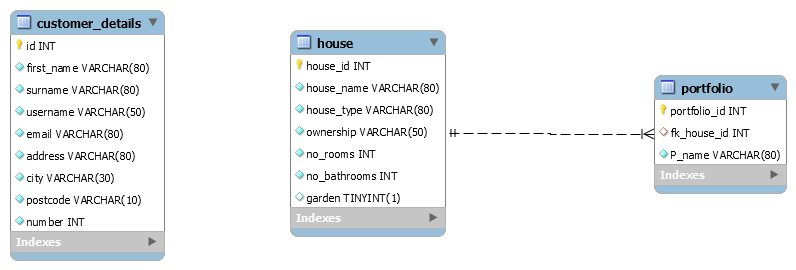 customer_details
id INT
first_name VARCHAR(80)
surname VARCHAR(80)
username VARCHAR(50)
email VARCHAR(80)
address VARCHAR(80)
city VARCHAR(30)
postcode VARCHAR(10)
number INT
Indexes
house
house_id INT
house_name VARCHAR(80)
house_type VARCHAR(80)
ownership VARCHAR(50)
no_rooms INT
no_bathrooms INT
garden TINYINT(1)
Indexes
portfolio
portfolio_id INT
fk_house_id INT
P_name VARCHAR(80)
Indexes